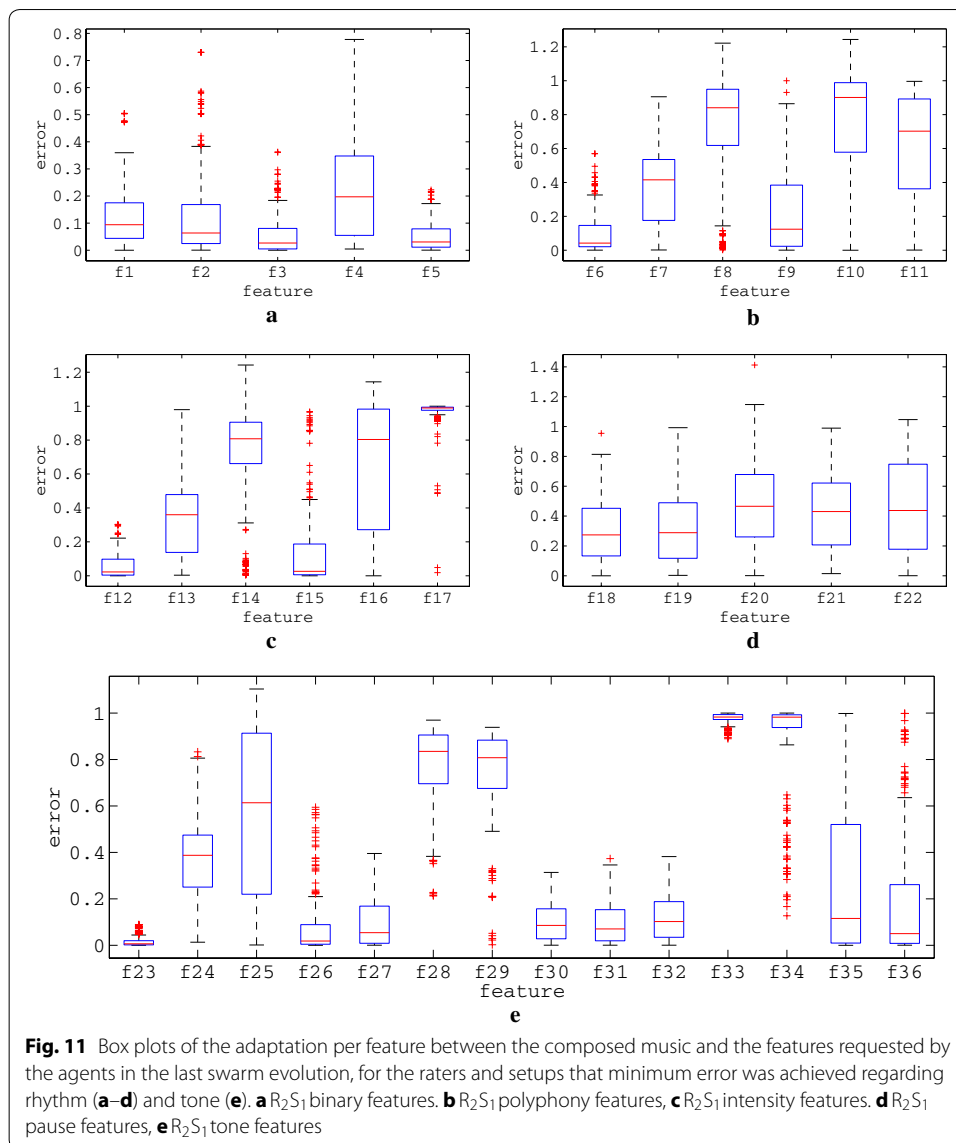 0.8
0.7
0.6
0.5
0.4
0.3
0.2
0.1
0
error
f1 f2 f3 f4 f5
feature
a
1.2
1
0.8
0.6
0.4
0.2
0
error
f6 f7 f8 f9 f10 f11
feature
b
1.2
1
0.8
0.6
0.4
0.2
0
error
f12 f13 f14 f15 f16 f17
feature
c
1.4
1.2
1
0.8
0.6
0.4
0.2
0
error
f18 f19 f20 f21 f22
feature
d
1
0.8
0.6
0.4
0.2
0
error
f23 f24 f25 f26 f27 f28 f29 f30 f31 f32 f33 f34 f35 f36
feature
e
Fig. 11 Box plots of the adaptation per feature between the composed music and the features requested by
the agents in the last swarm evolution, for the raters and setups that minimum error was achieved regarding
rhythm (a–d) and tone (e). a R₂S₁ binary features. b R₂S₁ polyphony features, c R₂S₁ intensity features. d R₂S₁
pause features, e R₂S₁ tone features